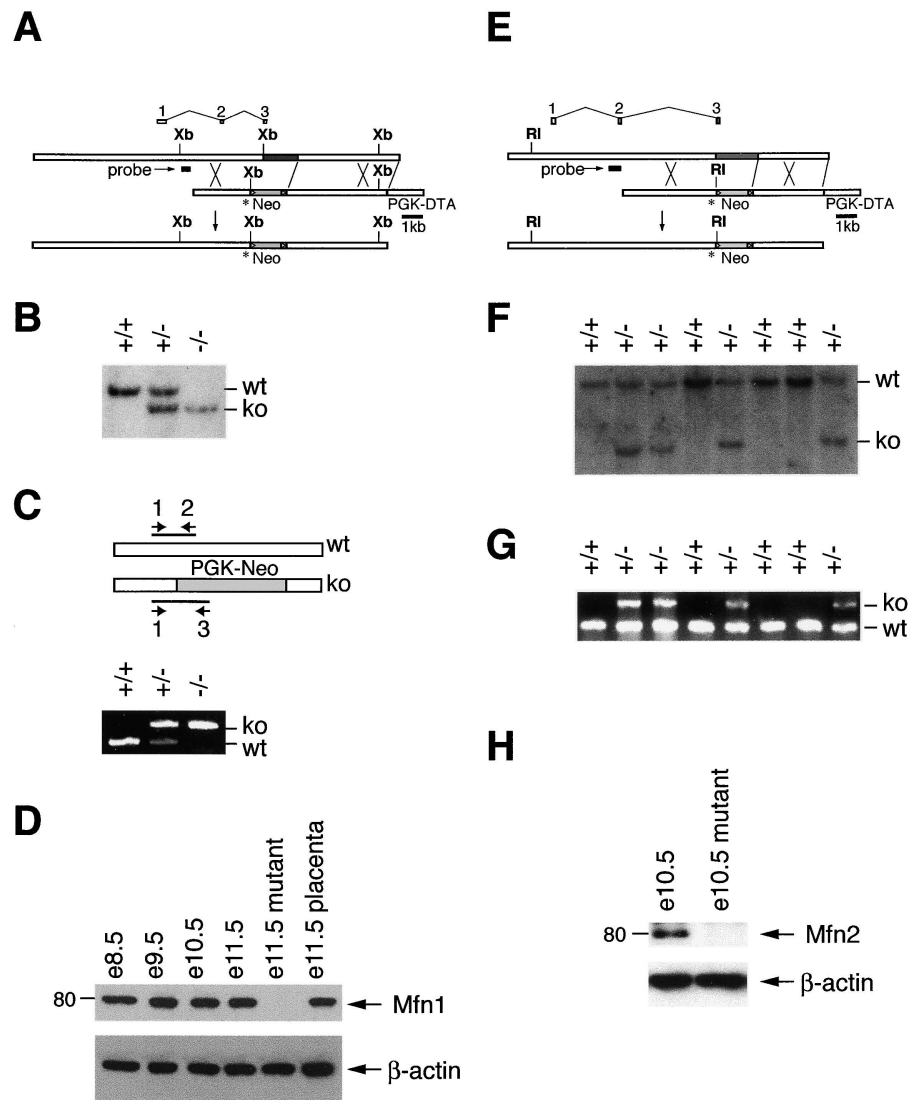 A
1 2 3
Xb Xb Xb
probe
Xb Xb
* Neo
PGK-DTA
1kb
Xb Xb Xb
* Neo
B
+/+ +/- -/-
wt
ko
C
1 2
wt
PGK-Neo
ko
1 3
+/+ +/- -/-
ko
wt
D
e8.5 e9.5 e10.5 e11.5 e11.5 mutant e11.5 placenta
80
Mfn1
β-actin
E
1 2 3
RI
probe
RI
* Neo
PGK-DTA
1kb
RI RI
* Neo
F
+/+ +/- +/- +/+ +/- +/+ +/+ +/-
wt
ko
G
+/+ +/- +/- +/+ +/- +/+ +/+ +/-
ko
wt
H
e10.5 e10.5 mutant
80
Mfn2
β-actin